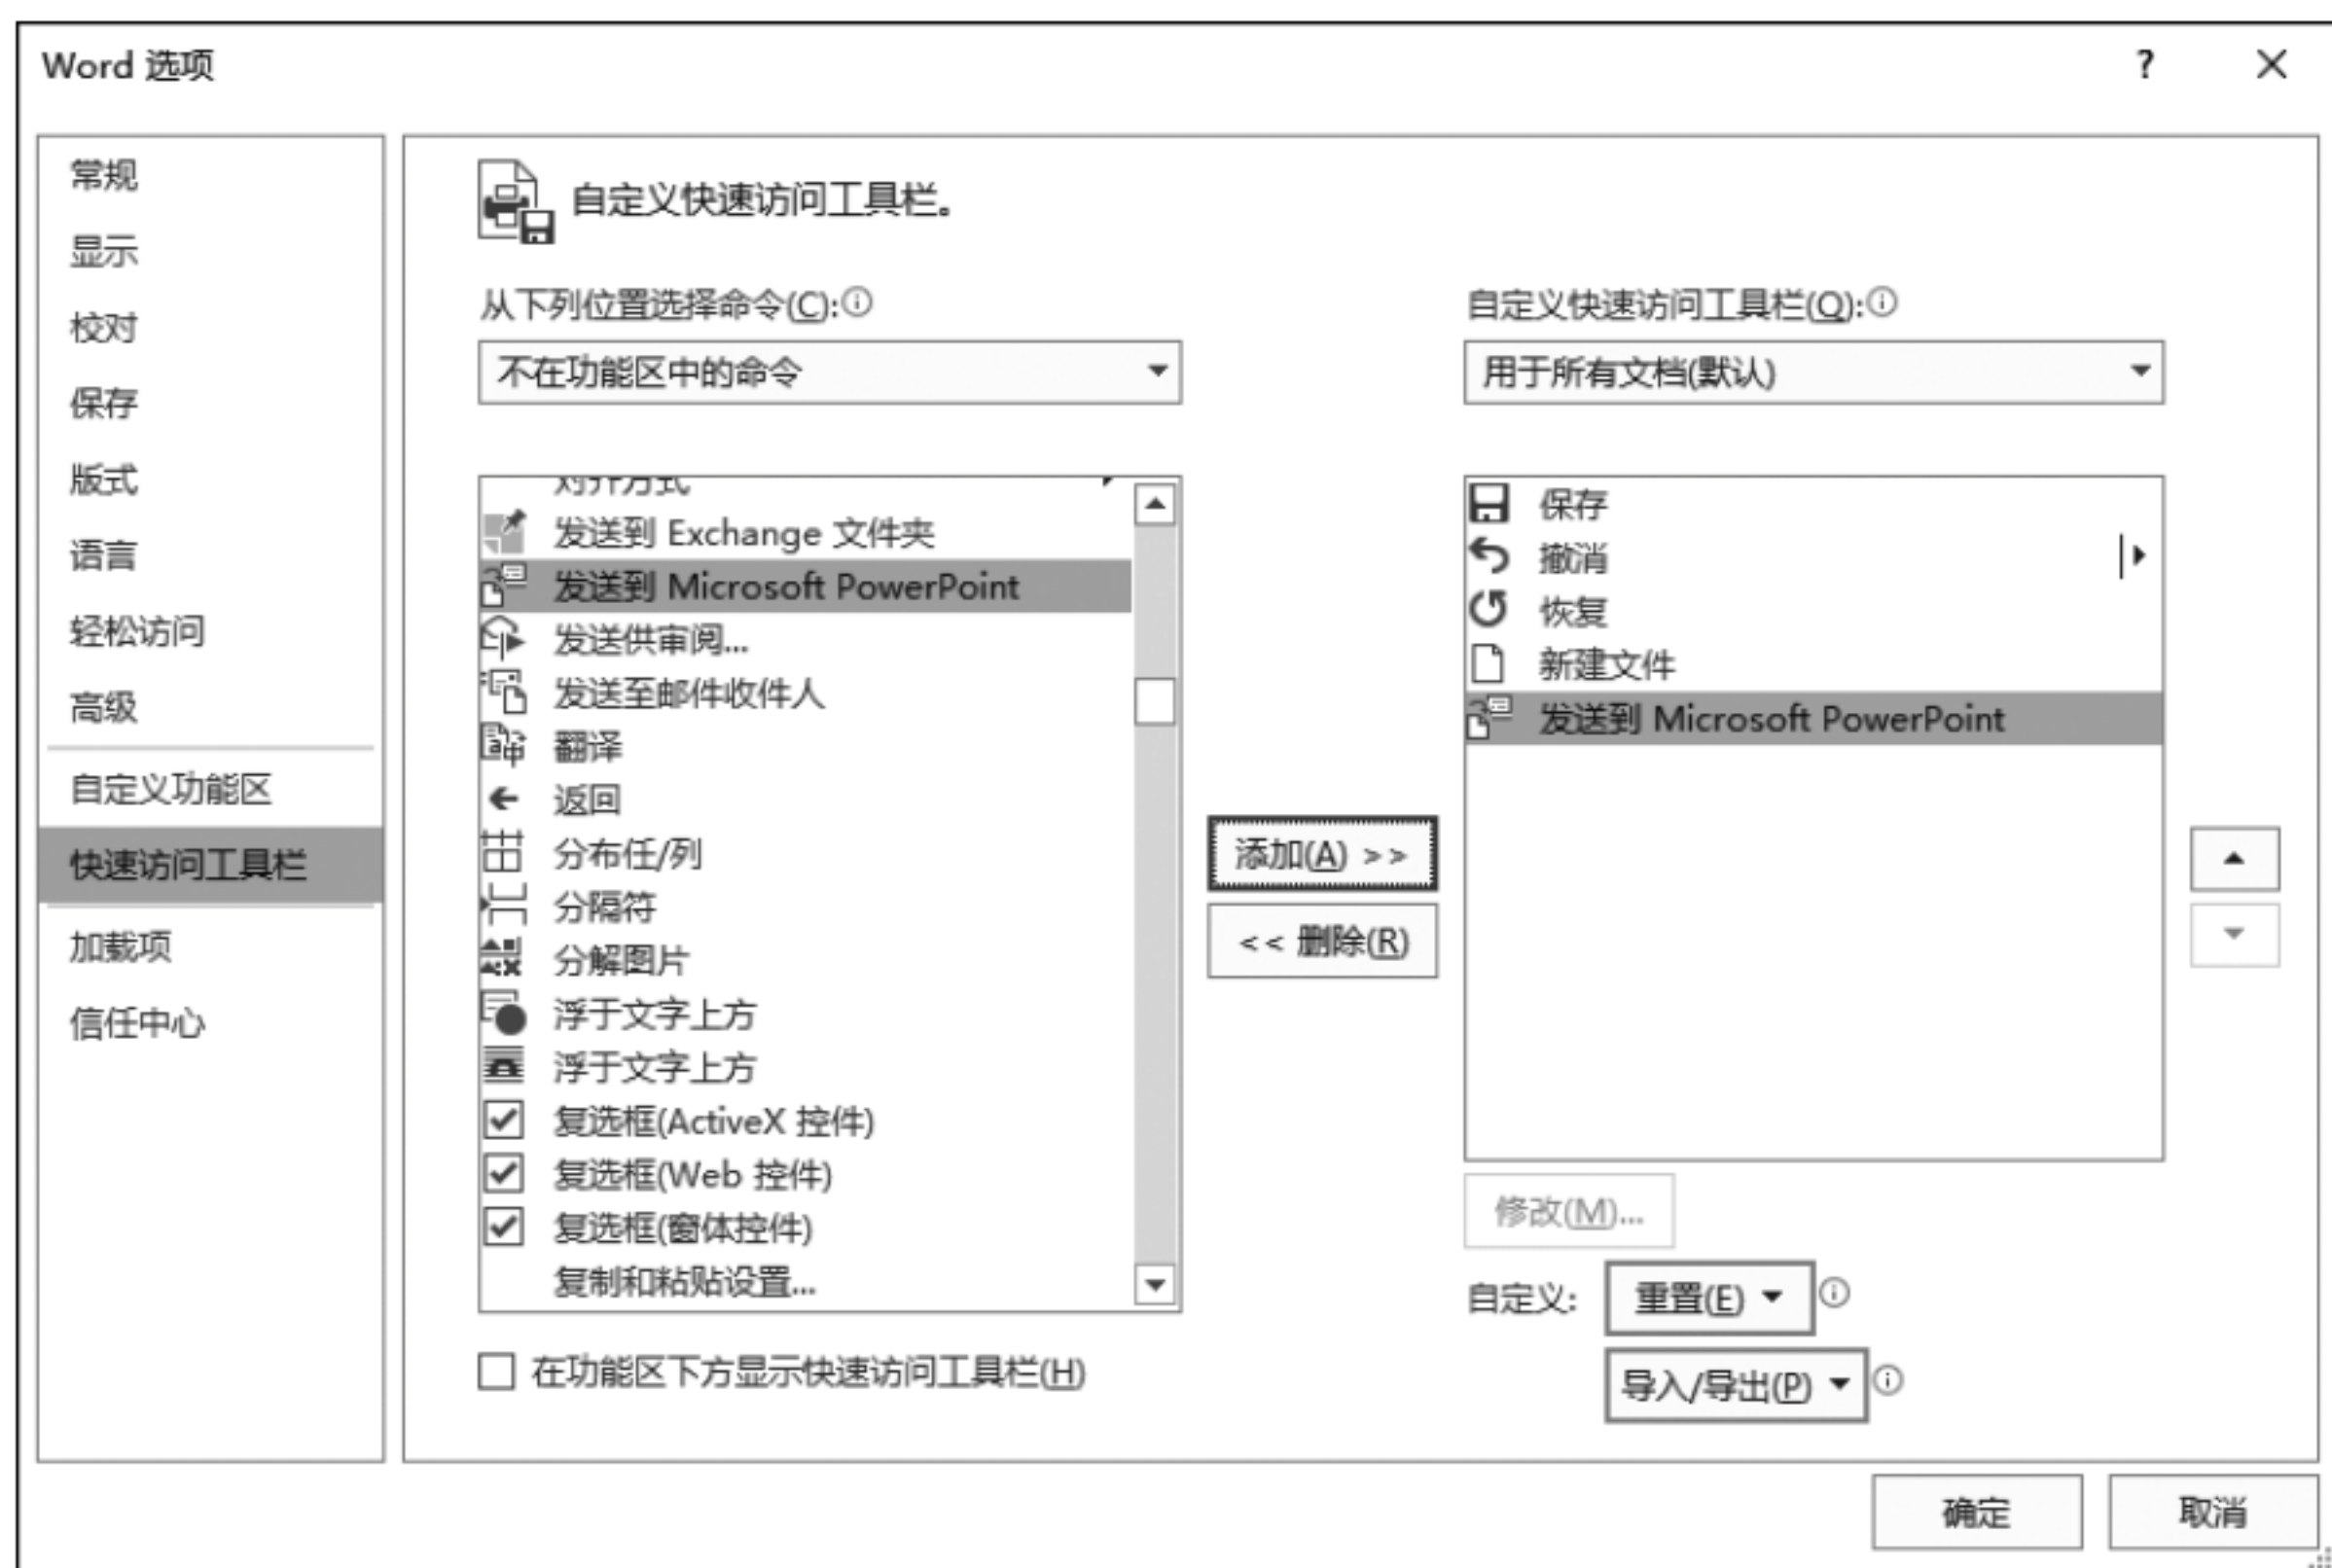 Word 选项
?
常规
显示
校对
保存
版式
语言
轻松访问
高级
自定义功能区
快速访问工具栏
加载项
信任中心
自定义快速访问工具栏。
从下列位置选择命令(C):
不在功能区中的命令
对齐方式
发送到 Exchange 文件夹
发送到 Microsoft PowerPoint
发送供审阅...
发送至邮件收件人
翻译
返回
分布任/列
分隔符
分解图片
浮于文字上方
浮于文字上方
复选框(ActiveX 控件)
复选框(Web 控件)
复选框(窗体控件)
复制和粘贴设置...
在功能区下方显示快速访问工具栏(H)
添加(A) >>
<< 删除(R)
自定义快速访问工具栏(Q):
用于所有文档(默认)
保存
撤消
恢复
新建文件
发送到 Microsoft PowerPoint
修改(M)...
自定义: 重置(E)
导入/导出(P)
确定 取消